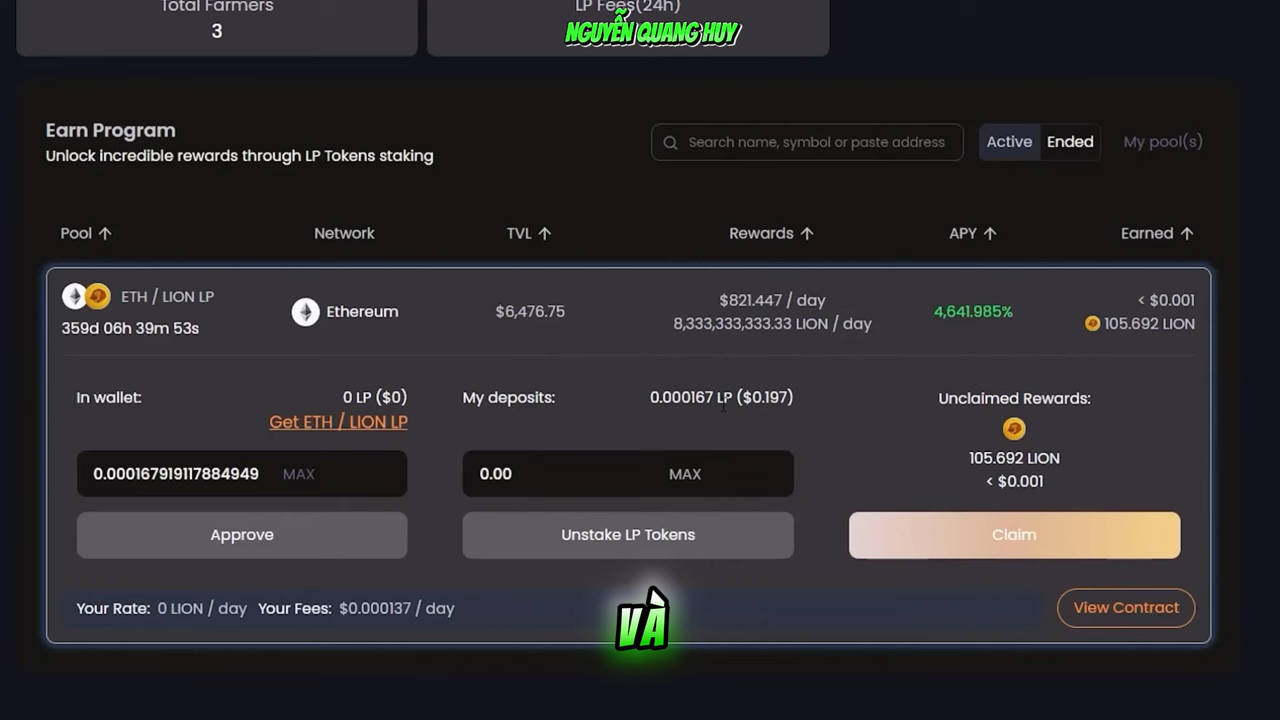 Total Farmers
3
LP Fees(24h)
NGUYỄN QUANG HUY
Earn Program
Unlock incredible rewards through LP Tokens staking
Search name, symbol or paste address
Active
Ended
My pool(s)
Pool
Network
TVL
Rewards
APY
Earned
ETH / LION LP
359d 06h 39m 53s
Ethereum
$6,476.75
$821.447 / day
8,333,333,333.33 LION / day
4,641.985%
< $0.001
105.692 LION
In wallet:
0 LP ($0)
Get ETH / LION LP
0.000167919117884949 MAX
Approve
My deposits:
0.000167 LP ($0.197)
0.00 MAX
Unstake LP Tokens
Unclaimed Rewards:
105.692 LION
< $0.001
Claim
Your Rate: 0 LION / day Your Fees: $0.000137 / day
View Contract
VÀ